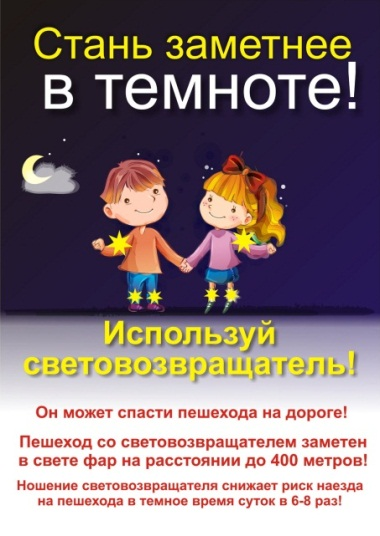 Стань заметнее
в темноте!
Используй
световозвращатель!
Он может спасти пешехода на дороге!
Пешеход со световозвращателем заметен
в свете фар на расстоянии до 400 метров!
Ношение световозвращателя снижает риск наезда
на пешехода в темное время суток в 6-8 раз!